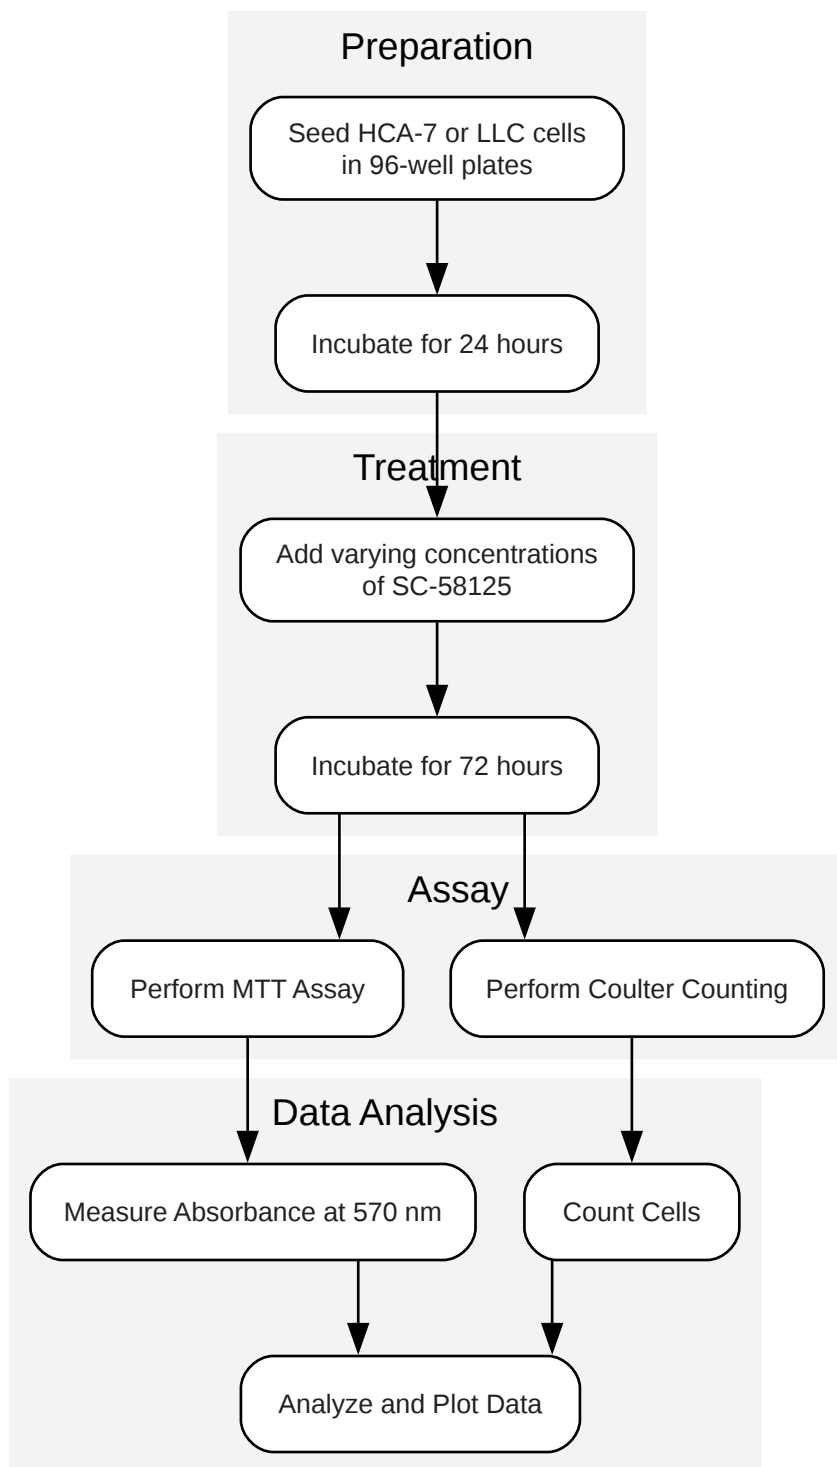 Preparation
Seed HCA-7 or LLC cells
in 96-well plates
Incubate for 24 hours
Treatment
Add varying concentrations
of SC-58125
Incubate for 72 hours
Assay
Perform MTT Assay
Perform Coulter Counting
Data Analysis
Measure Absorbance at 570 nm
Count Cells
Analyze and Plot Data